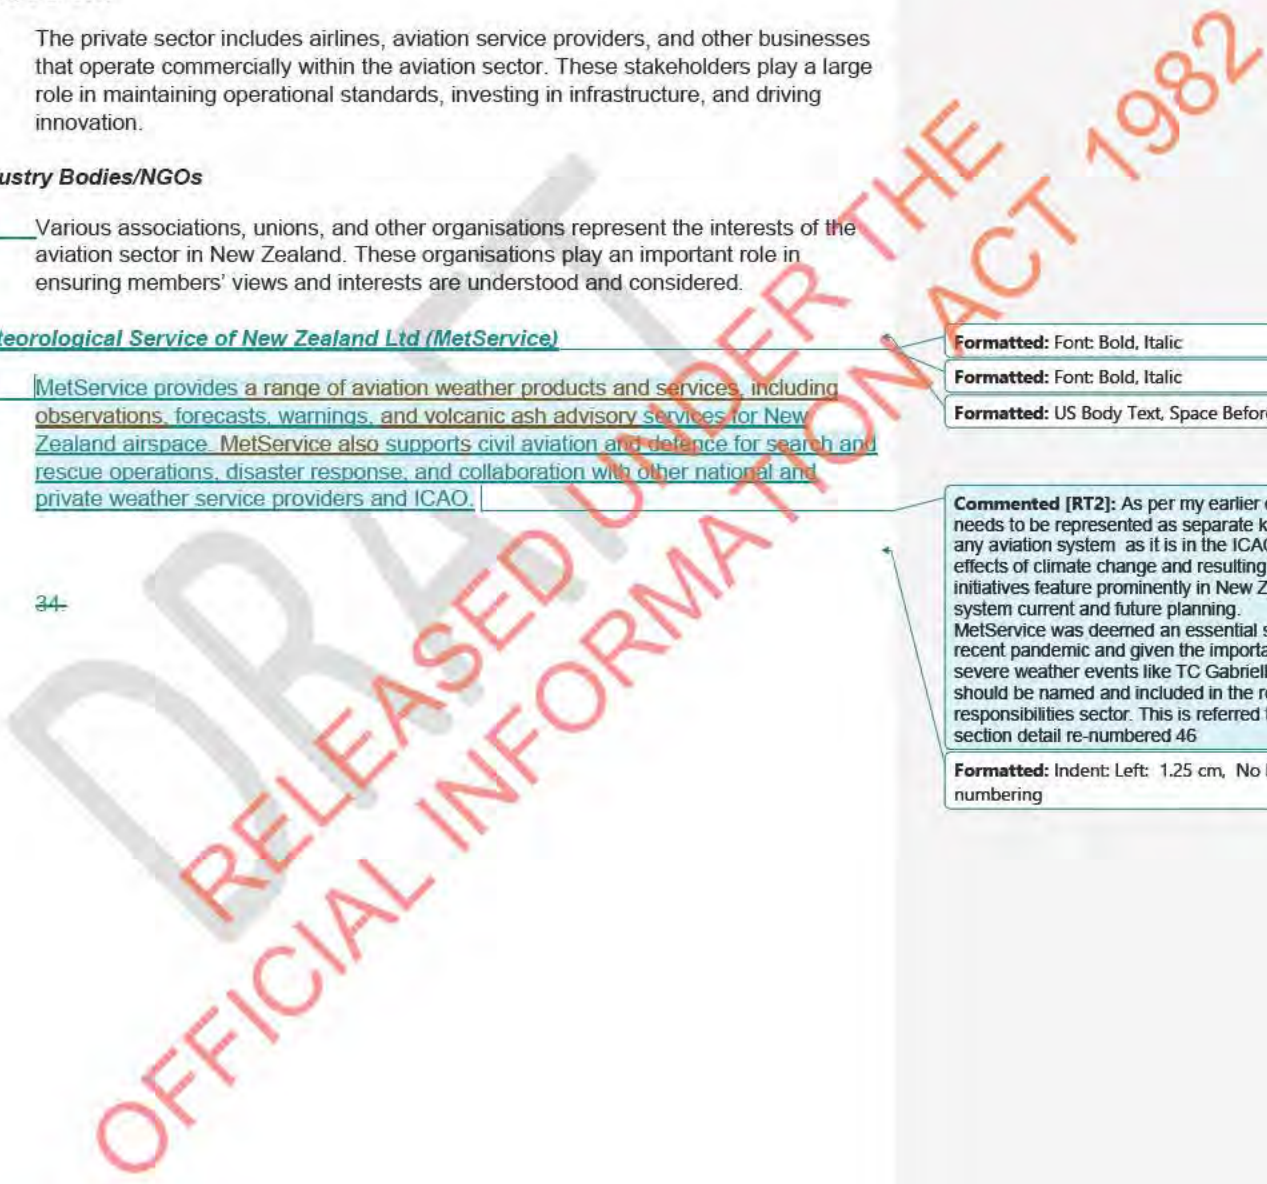 The private sector includes airlines, aviation service providers, and other businesses
that operate commercially within the aviation sector. These stakeholders play a large
role in maintaining operational standards, investing in infrastructure, and driving
innovation.
ustry Bodies/NGOs
Various associations, unions, and other organisations represent the interests of the
aviation sector in New Zealand. These organisations play an important role in
ensuring members' views and interests are understood and considered.
teorological Service of New Zealand Ltd (MetService)
MetService provides a range of aviation weather products and services, including
observations, forecasts, warnings, and volcanic ash advisory services for New
Zealand airspace. MetService also supports civil aviation and defence for search and
rescue operations, disaster response, and collaboration with other national and
private weather service providers and ICAO.
34.
Formatted: Font: Bold, Italic
Formatted: Font: Bold, Italic
Formatted: US Body Text, Space Before
Commented [RT2]: As per my earlier
needs to be represented as separate k
any aviation system as it is in the ICA
effects of climate change and resulting
initiatives feature prominently in New Z
system current and future planning.
MetService was deemed an essential s
recent pandemic and given the importa
severe weather events like TC Gabriell
should be named and included in the r
responsibilities sector. This is referred
section detail re-numbered 46
Formatted: Indent: Left: 1.25 cm, No
numbering
DRAFT
RELEASED UNDER THE
OFFICIAL INFORMATION ACT 1982